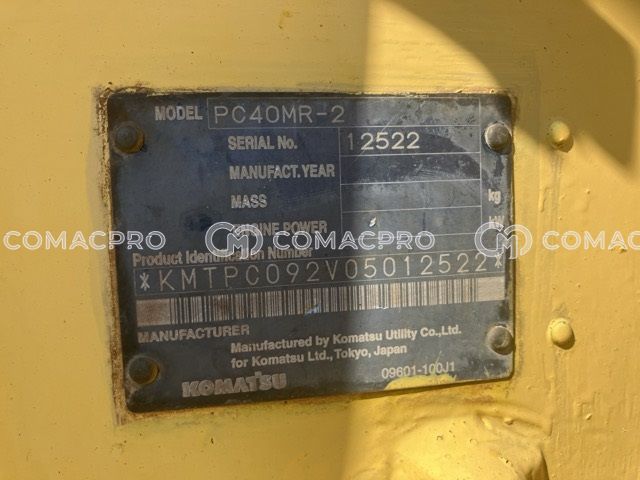 MODEL PC40MR-2
SERIAL No. 12522
MANUFACT. YEAR
MASS kg
POWER kW
COMACPRO COMACPRO COMACPRO
Product Identification Number
*KMTPC092V05012522*
MANUFACTURER
Manufactured by Komatsu Utility Co.,Ltd.
for Komatsu Ltd., Tokyo, Japan
KOMATSU 09601-100J1